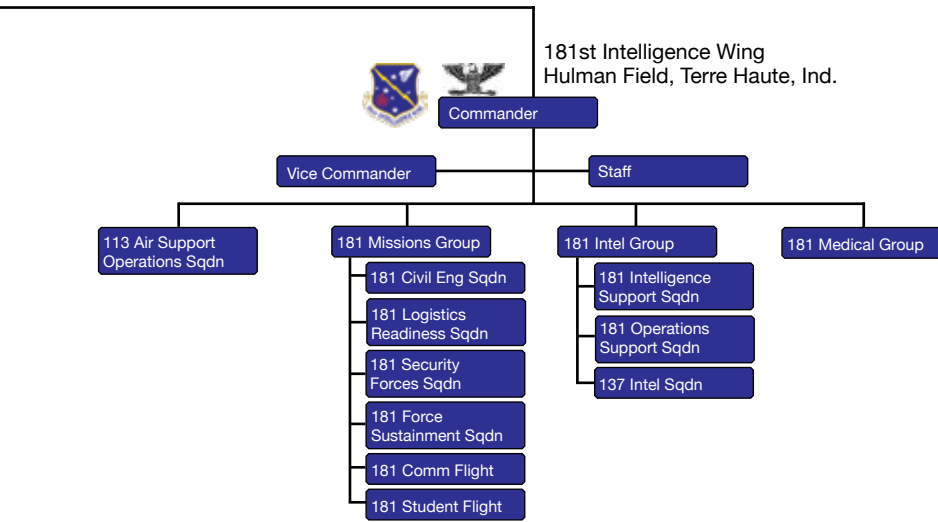 181st Intelligence Wing
Hulman Field, Terre Haute, Ind.
Commander
Vice Commander
Staff
113 Air Support
Operations Sqdn
181 Missions Group
181 Intel Group
181 Medical Group
181 Civil Eng Sqdn
181 Logistics
Readiness Sqdn
181 Security
Forces Sqdn
181 Force
Sustainment Sqdn
181 Comm Flight
181 Student Flight
181 Intelligence
Support Sqdn
181 Operations
Support Sqdn
137 Intel Sqdn